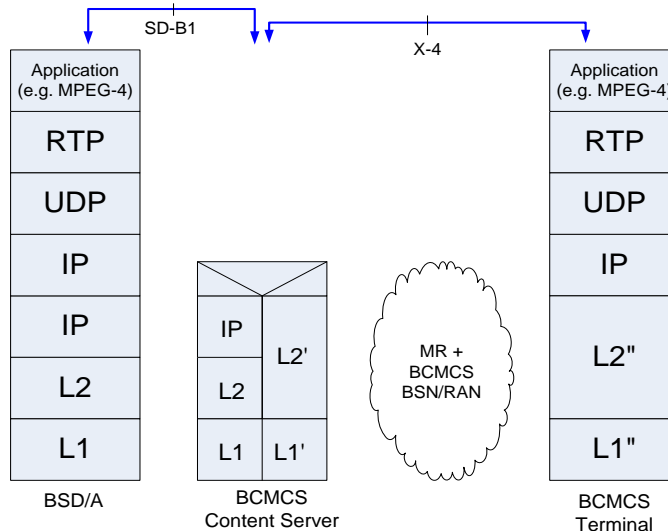 SD-B1
X-4
Application
(e.g. MPEG-4)
RTP
UDP
IP
IP
L2
L1
BSD/A
IP
L2
L1
L2'
L1'
BCMCS
Content Server
MR +
BCMCS
BSN/RAN
Application
(e.g. MPEG-4)
RTP
UDP
IP
L2"
L1"
BCMCS
Terminal